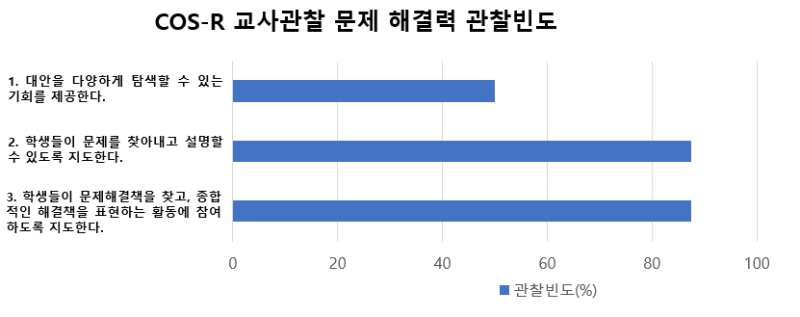 COS-R 교사관찰 문제 해결력 관찰빈도
1. 대안을 다양하게 탐색할 수 있는
기회를 제공한다.
2. 학생들이 문제를 찾아내고 설명할
수 있도록 지도한다.
3. 학생들이 문제해결책을 찾고, 종합
적인 해결책을 표현하는 활동에 참여
하도록 지도한다.
0 20 40 60 80 100
관찰빈도(%)